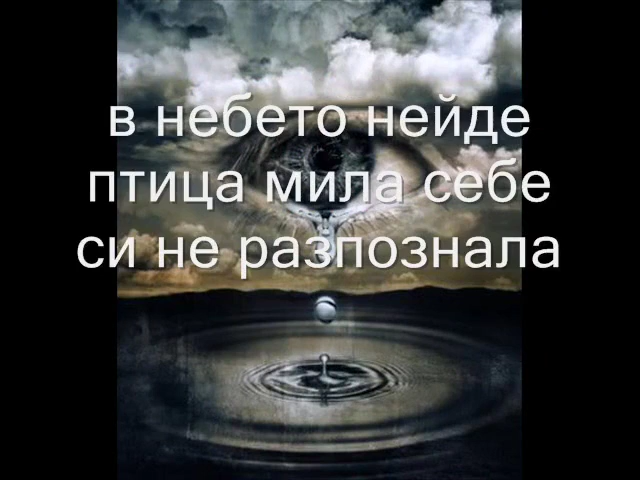 в небето нейде
птица мила себе
си не разпознала